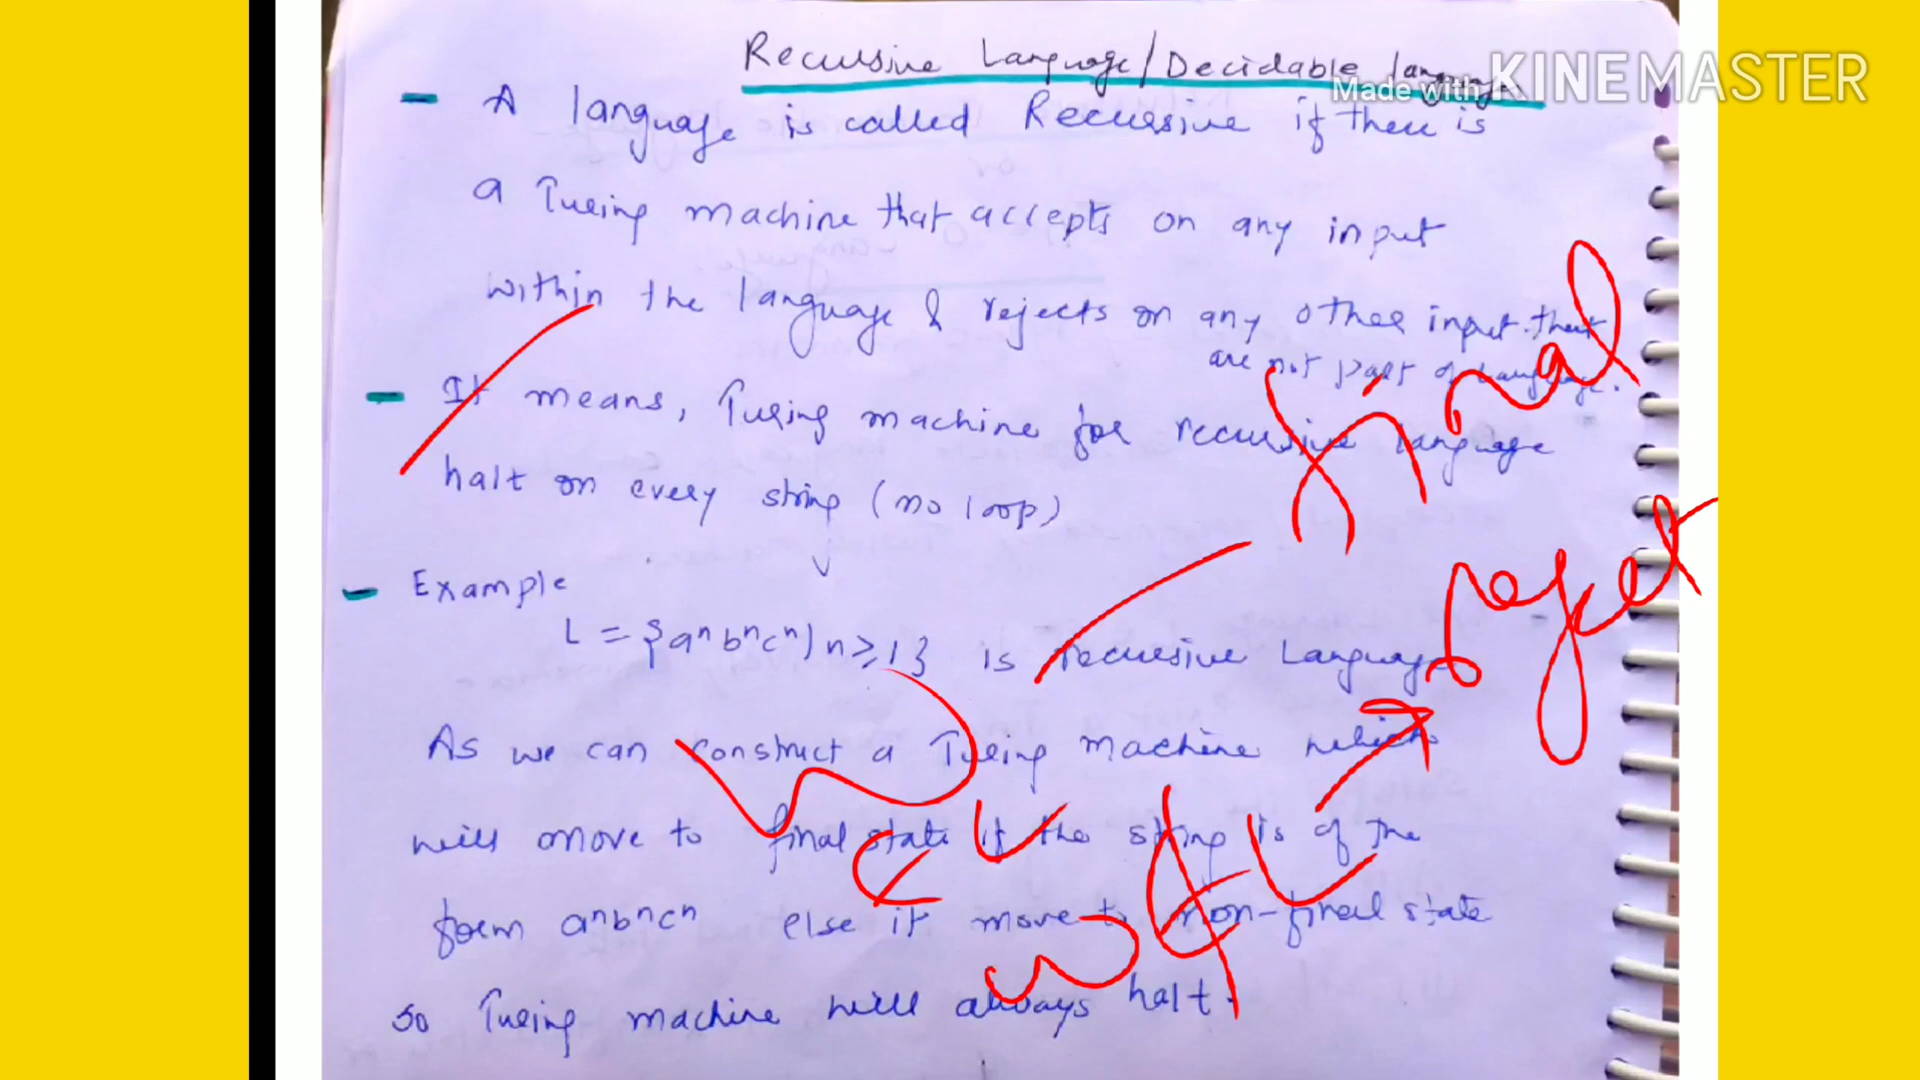 Recursive Language/Decidable language
Made with KINEMASTER
- A language is called Recursive if there is
a Turing machine that accepts on any input
within the language & rejects on any other input that
are not part of Language.
- It means, Turing machine for recursive language
halt on every string (no loop)
- Example
L = {aⁿbⁿcⁿ | n ≥ 1} is recursive Language
As we can construct a Turing machine which
will move to final state if the string is of the
form aⁿbⁿcⁿ else it move to non-final state
so Turing machine will always halt.
final
reject
w ∈ L
w ∉ L →